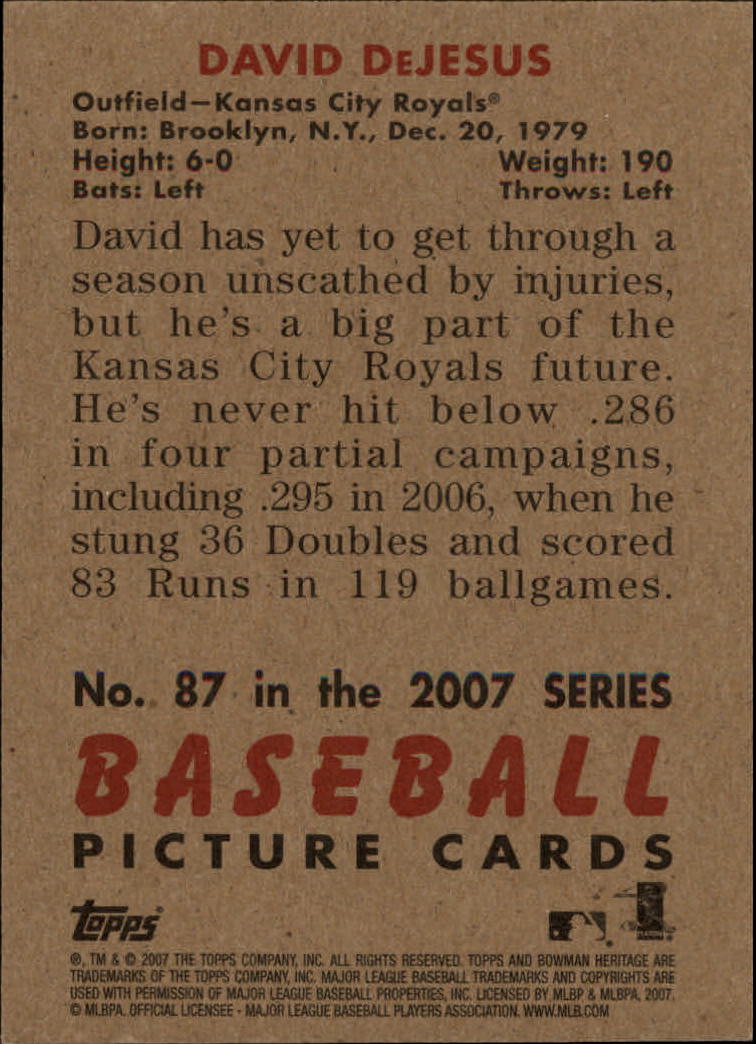 DAVID DeJESUS
Outfield—Kansas City Royals®
Born: Brooklyn, N.Y., Dec. 20, 1979
Height: 6-0 Weight: 190
Bats: Left Throws: Left
David has yet to get through a
season unscathed by injuries,
but he's a big part of the
Kansas City Royals future.
He's never hit below .286
in four partial campaigns,
including .295 in 2006, when he
stung 36 Doubles and scored
83 Runs in 119 ballgames.
No. 87 in the 2007 SERIES
BASEBALL
PICTURE CARDS
Topps
®, TM & © 2007 THE TOPPS COMPANY, INC. ALL RIGHTS RESERVED. TOPPS AND BOWMAN HERITAGE ARE
TRADEMARKS OF THE TOPPS COMPANY, INC. MAJOR LEAGUE BASEBALL TRADEMARKS AND COPYRIGHTS ARE
USED WITH PERMISSION OF MAJOR LEAGUE BASEBALL PROPERTIES, INC. LICENSED BY MLBP & MLBPA, 2007.
© MLBPA. OFFICIAL LICENSEE - MAJOR LEAGUE BASEBALL PLAYERS ASSOCIATION. WWW.MLB.COM